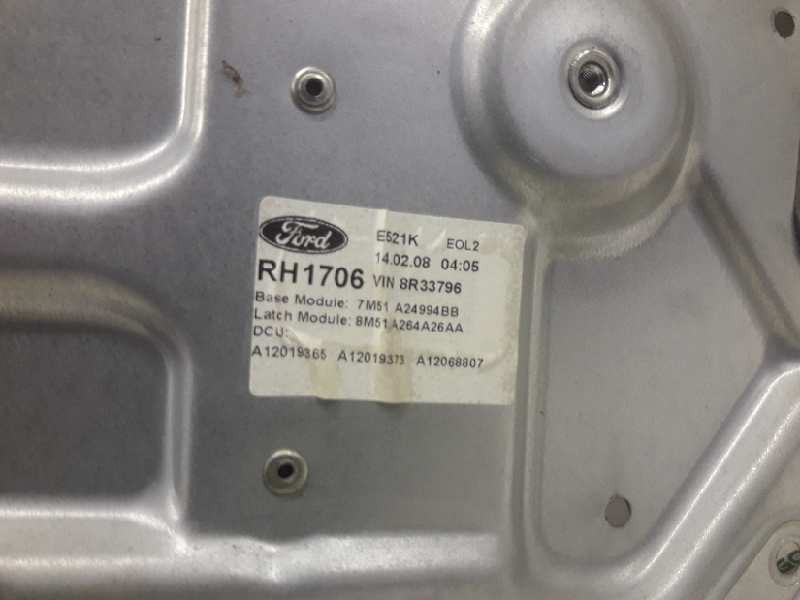 Ford E521K EOL2
14.02.08 04:05
RH1706 VIN 8R33796
Base Module: 7M51 A24994BB
Latch Module: 8M51 A264A26AA
DCU:
A12019365 A12019373 A12068807